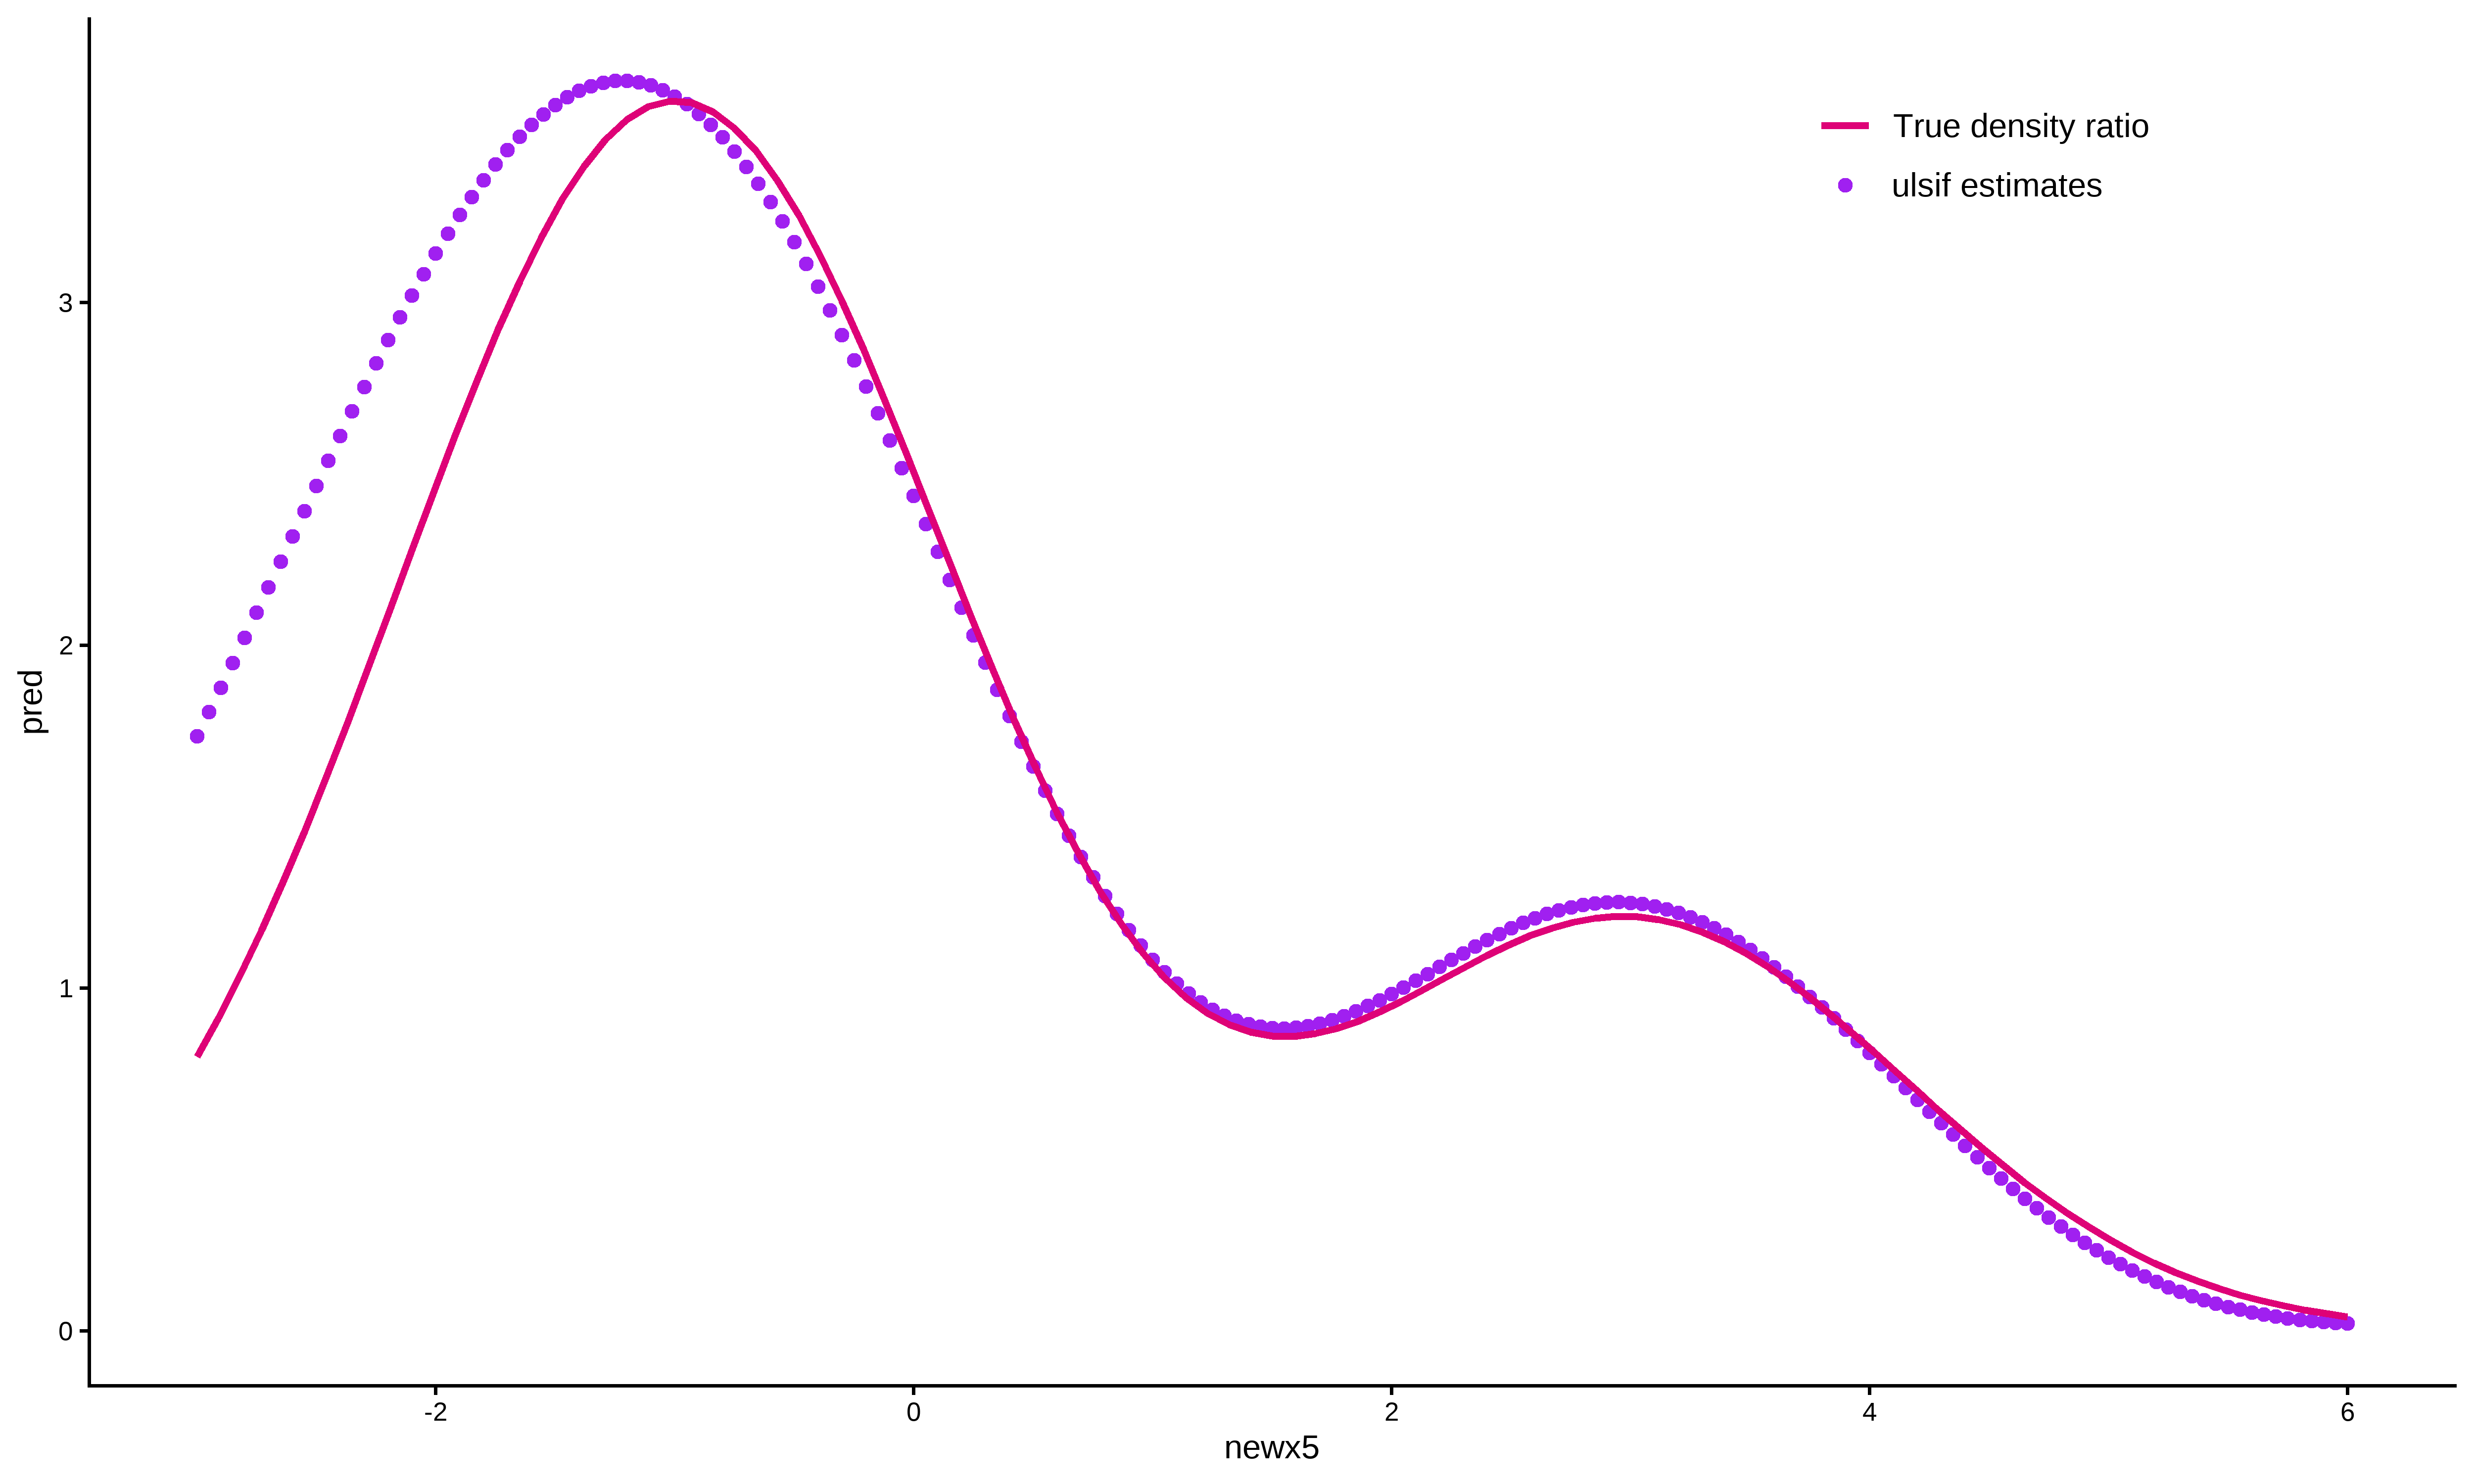 True density ratio
ulsif estimates
3
2
1
0
pred
-2 0 2 4 6
newx5